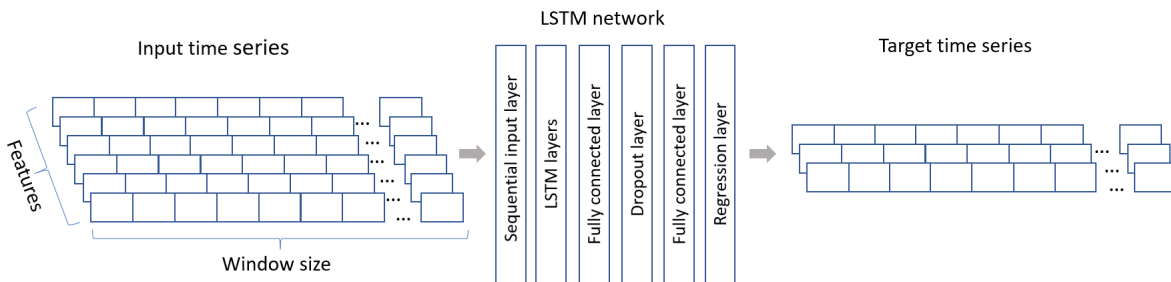 LSTM network
Input time series
Target time series
Features
...
...
...
...
...
...
Window size
Sequential input layer
LSTM layers
Fully connected layer
Dropout layer
Fully connected layer
Regression layer
...
...
...